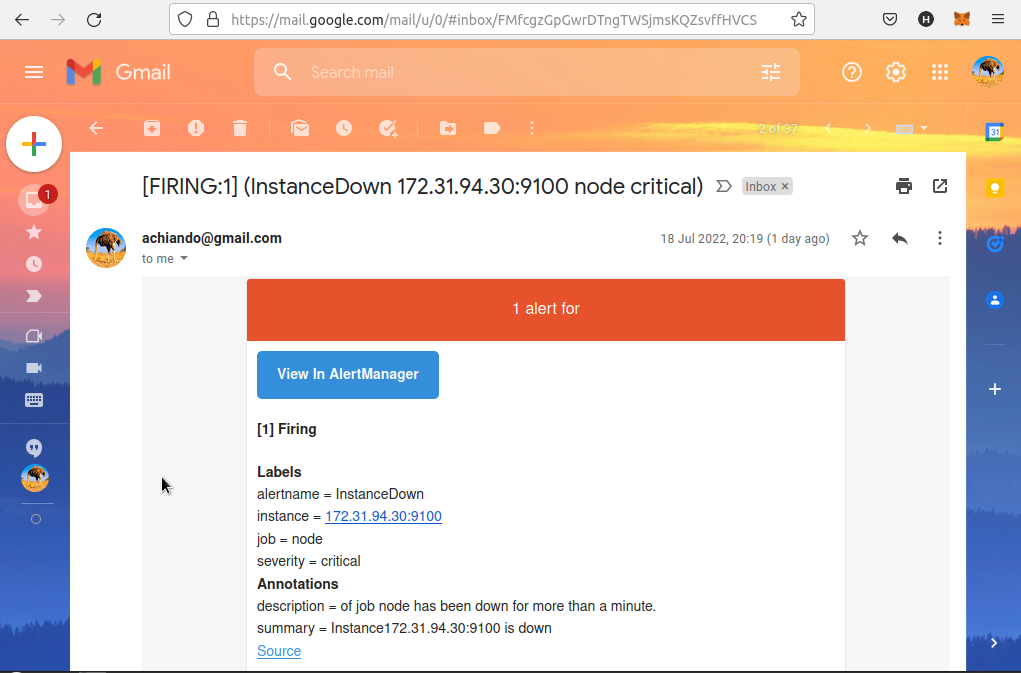 https://mail.google.com/mail/u/0/#inbox/FMfcgzGpGwrDTngTWSjmsKQZsvffHVCS
H
Gmail
Search mail
2 of 37
31
1
[FIRING:1] (InstanceDown 172.31.94.30:9100 node critical)
Inbox ×
achiando@gmail.com
18 Jul 2022, 20:19 (1 day ago)
to me
1 alert for
View In AlertManager
[1] Firing
Labels
alertname = InstanceDown
instance = 172.31.94.30:9100
job = node
severity = critical
Annotations
description = of job node has been down for more than a minute.
summary = Instance172.31.94.30:9100 is down
Source